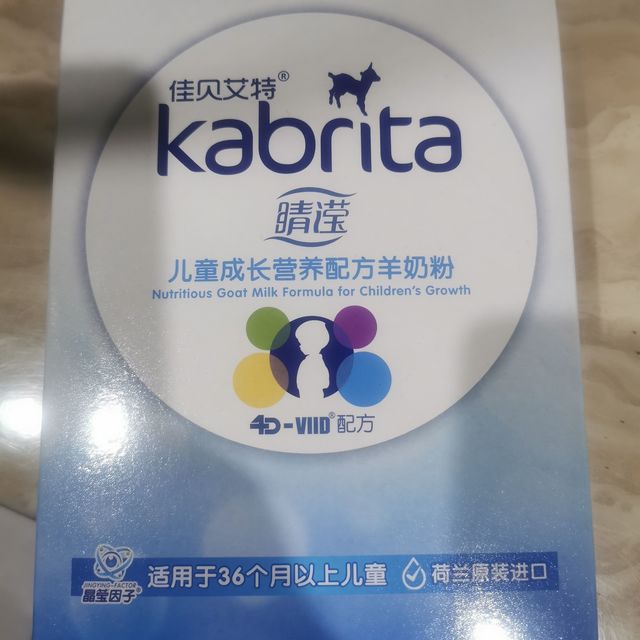 佳贝艾特®
kabrita
睛滢
儿童成长营养配方羊奶粉
Nutritious Goat Milk Formula for Children's Growth
4D-VIID®配方
JINGYING-FACTOR
晶莹因子®
适用于36个月以上儿童
荷兰原装进口